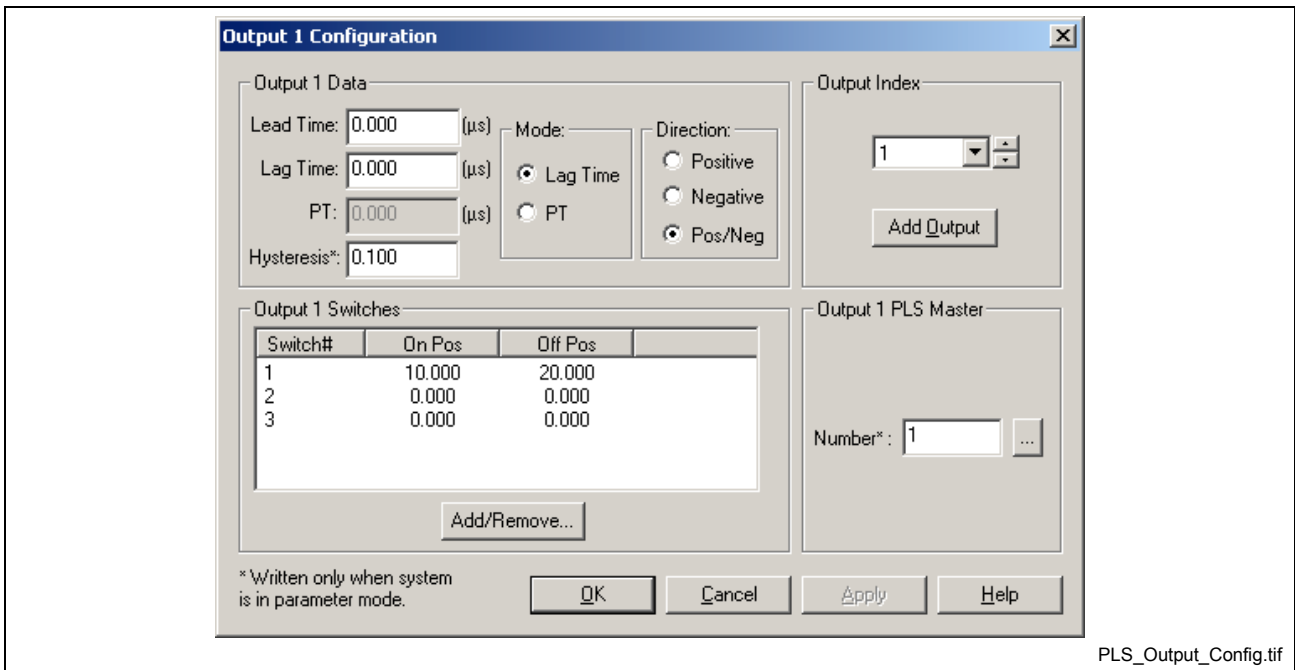 Output 1 Configuration
Output 1 Data
Lead Time: 0.000 (µs)
Lag Time: 0.000 (µs)
PT: 0.000 (µs)
Hysteresis*: 0.100
Mode:
Lag Time
PT
Direction:
Positive
Negative
Pos/Neg
Output Index
1
Add Output
Output 1 Switches
Switch# On Pos Off Pos
1 10.000 20.000
2 0.000 0.000
3 0.000 0.000
Add/Remove...
Output 1 PLS Master
Number* : 1 ...
* Written only when system
is in parameter mode.
OK Cancel Apply Help
PLS_Output_Config.tif